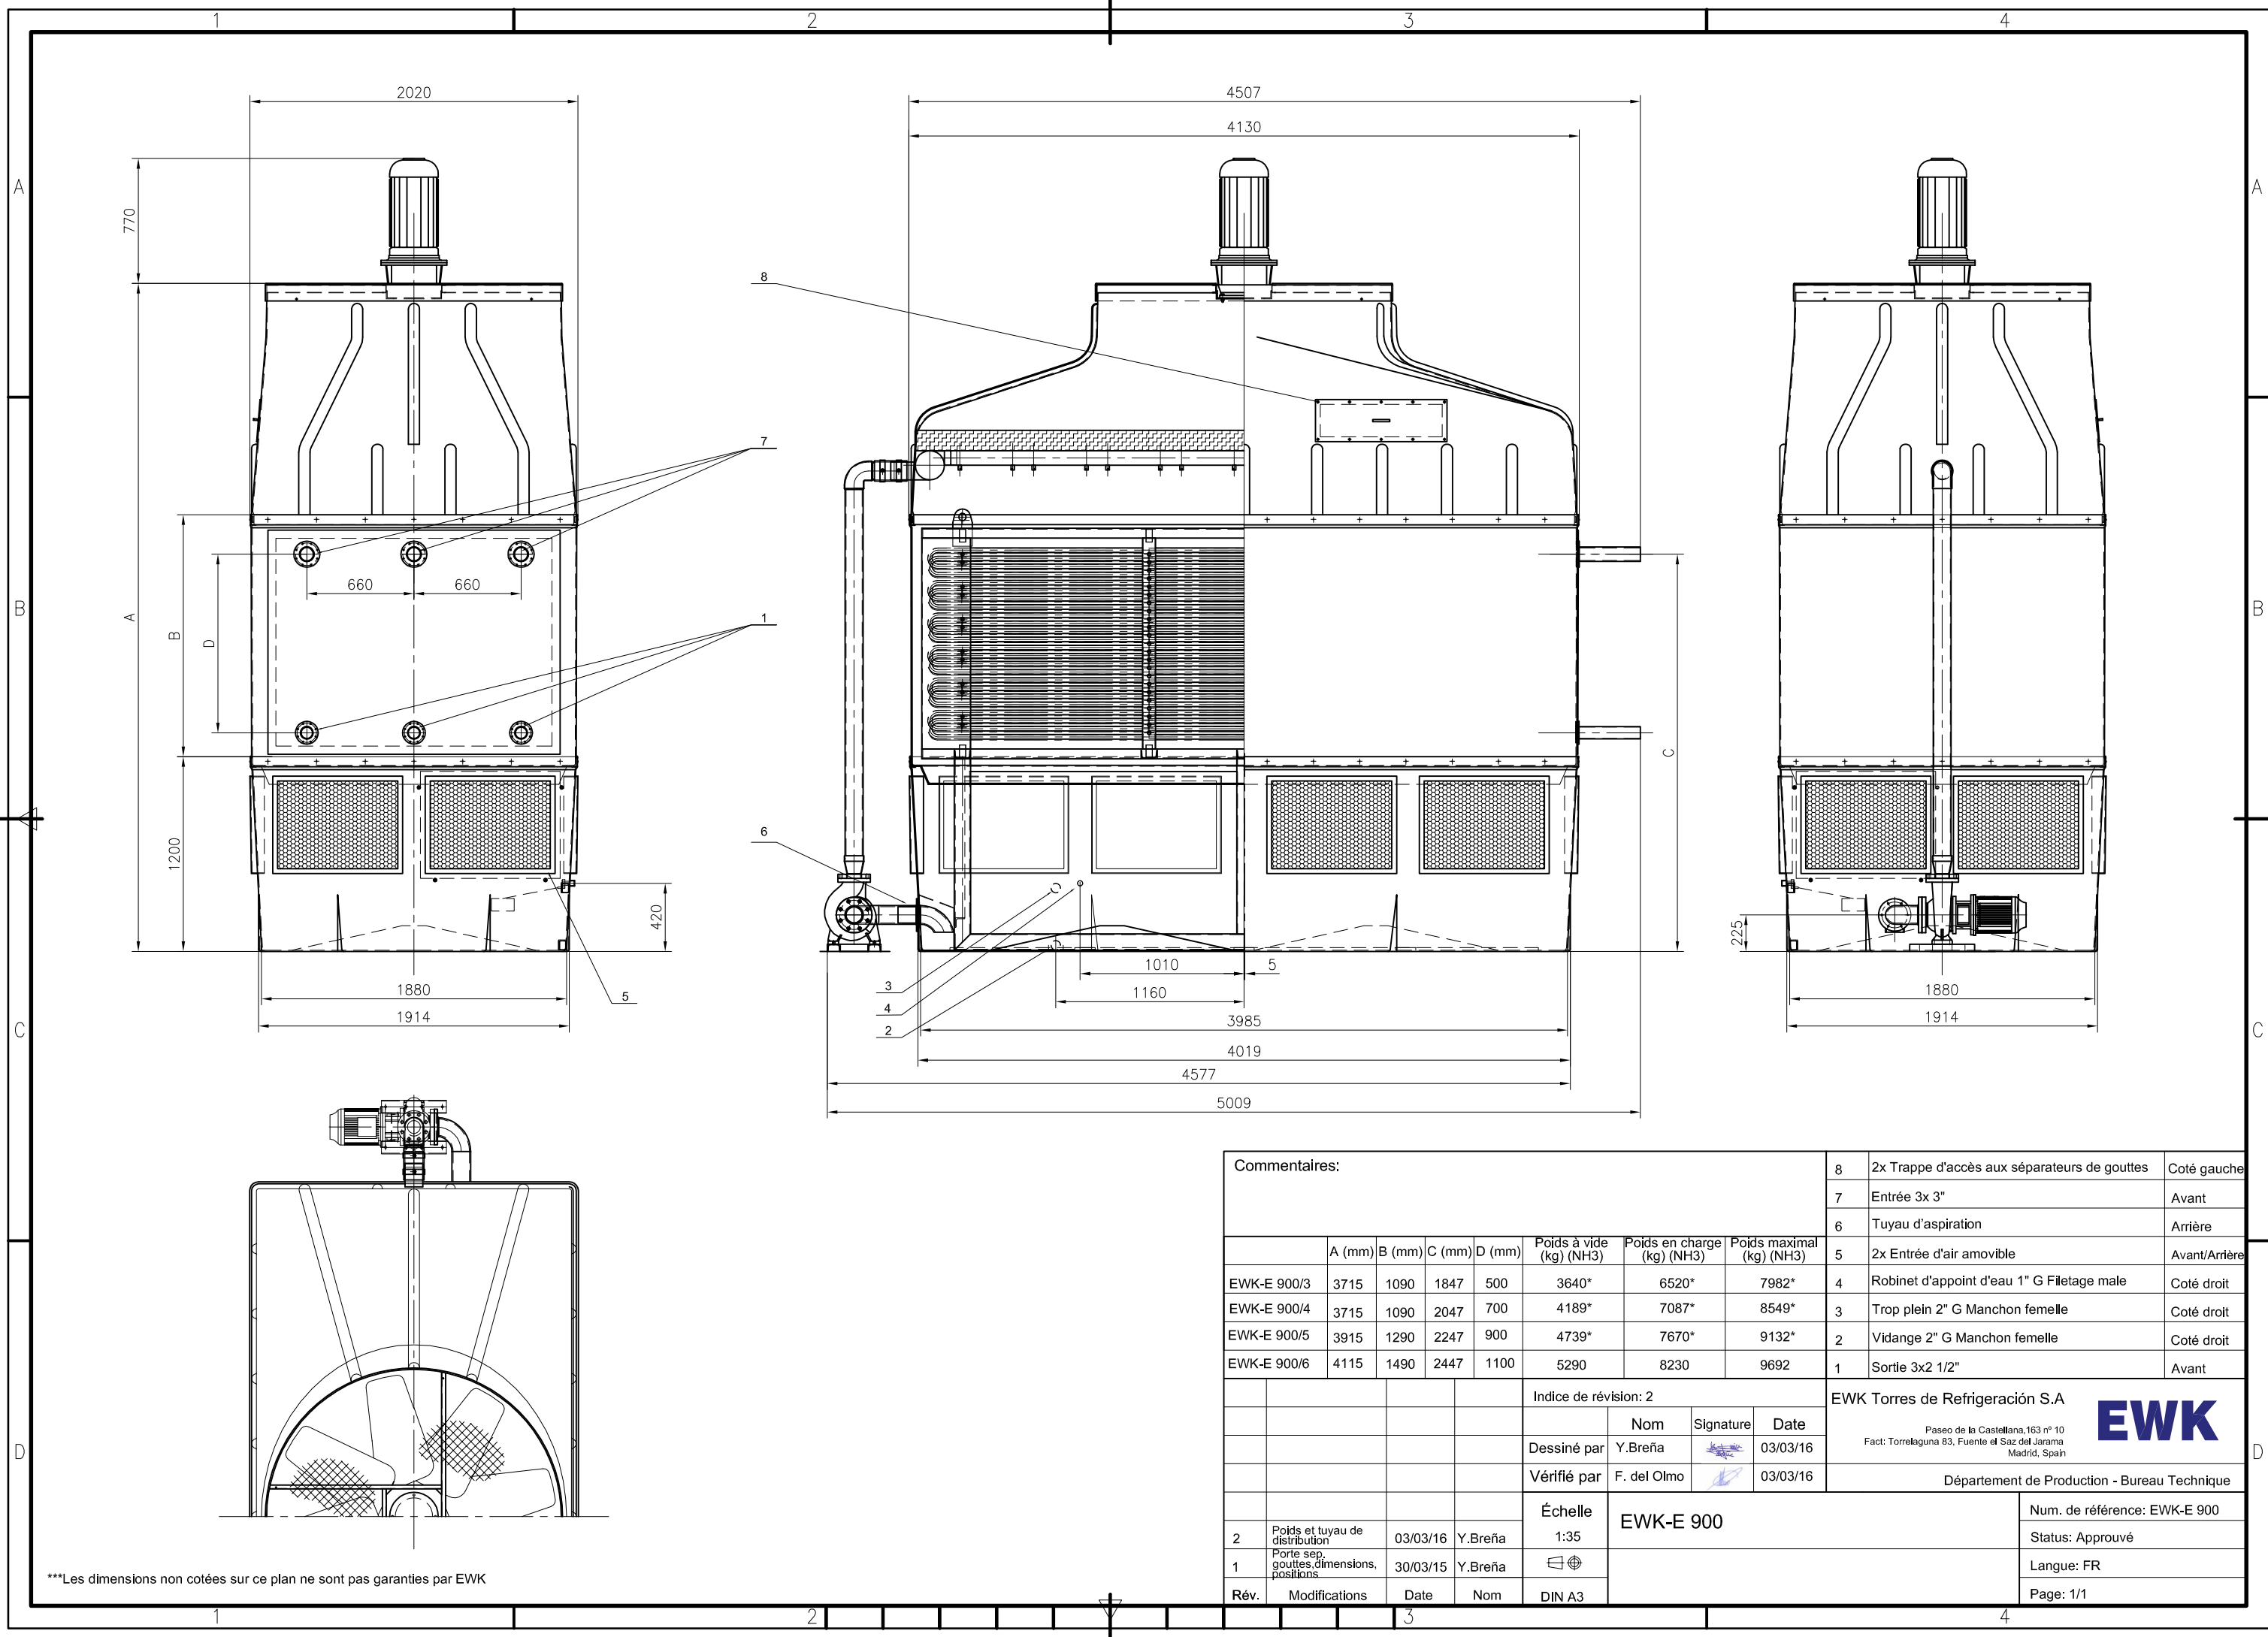 1 2 3 4
A A
B B
C C
D D
1 2 3 4
2020
770
A
B
D
660 660
7
1
1200
420
1880
1914
5
4507
4130
8
6
C
1010 5
1160
3
4
2
3985
4019
4577
5009
225
1880
1914
***Les dimensions non cotées sur ce plan ne sont pas garanties par EWK
Commentaires:
8 2x Trappe d'accès aux séparateurs de gouttes Coté gauche
7 Entrée 3x 3" Avant
6 Tuyau d'aspiration Arrière
5 2x Entrée d'air amovible Avant/Arrière
4 Robinet d'appoint d'eau 1" G Filetage male Coté droit
3 Trop plein 2" G Manchon femelle Coté droit
2 Vidange 2" G Manchon femelle Coté droit
1 Sortie 3x2 1/2" Avant
A (mm) B (mm) C (mm) D (mm) Poids à vide (kg) (NH3) Poids en charge (kg) (NH3) Poids maximal (kg) (NH3)
EWK-E 900/3 3715 1090 1847 500 3640* 6520* 7982*
EWK-E 900/4 3715 1090 2047 700 4189* 7087* 8549*
EWK-E 900/5 3915 1290 2247 900 4739* 7670* 9132*
EWK-E 900/6 4115 1490 2447 1100 5290 8230 9692
Indice de révision: 2
Nom Signature Date
Dessiné par Y.Breña 03/03/16
Vérifié par F. del Olmo 03/03/16
EWK Torres de Refrigeración S.A
Paseo de la Castellana,163 nº 10
Fact: Torrelaguna 83, Fuente el Saz del Jarama
Madrid, Spain
EWK
Département de Production - Bureau Technique
Échelle
1:35
DIN A3
EWK-E 900
Num. de référence: EWK-E 900
Status: Approuvé
Langue: FR
Page: 1/1
2 Poids et tuyau de distribution 03/03/16 Y.Breña
1 Porte sep. gouttes,dimensions, positions 30/03/15 Y.Breña
Rév. Modifications Date Nom